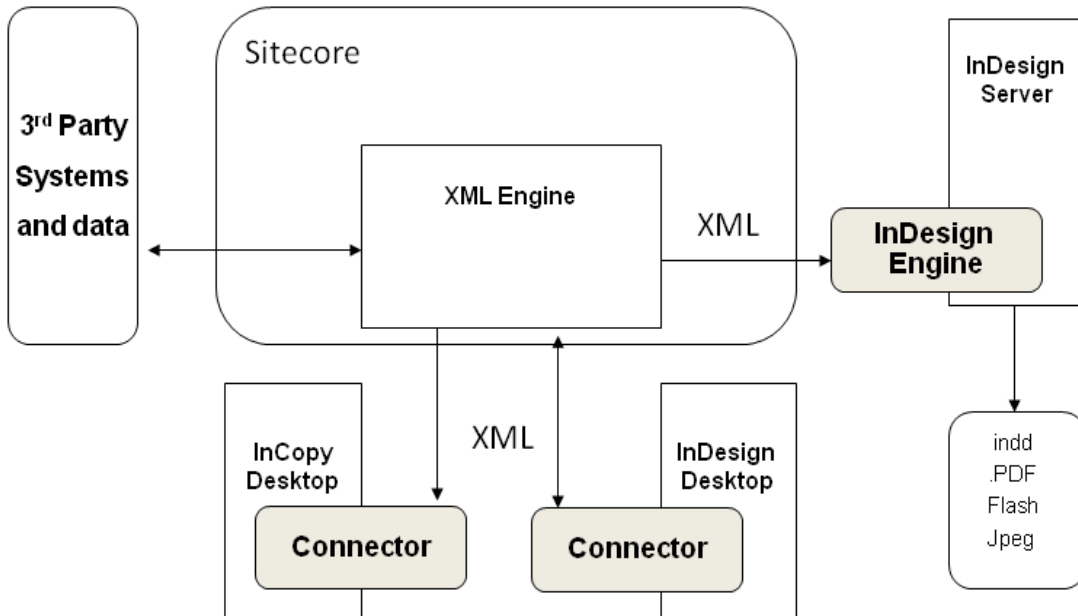 3rd Party
Systems
and data
Sitecore
XML Engine
XML
InDesign
Server
InDesign
Engine
InCopy
Desktop
XML
InDesign
Desktop
Connector
Connector
indd
.PDF
Flash
Jpeg